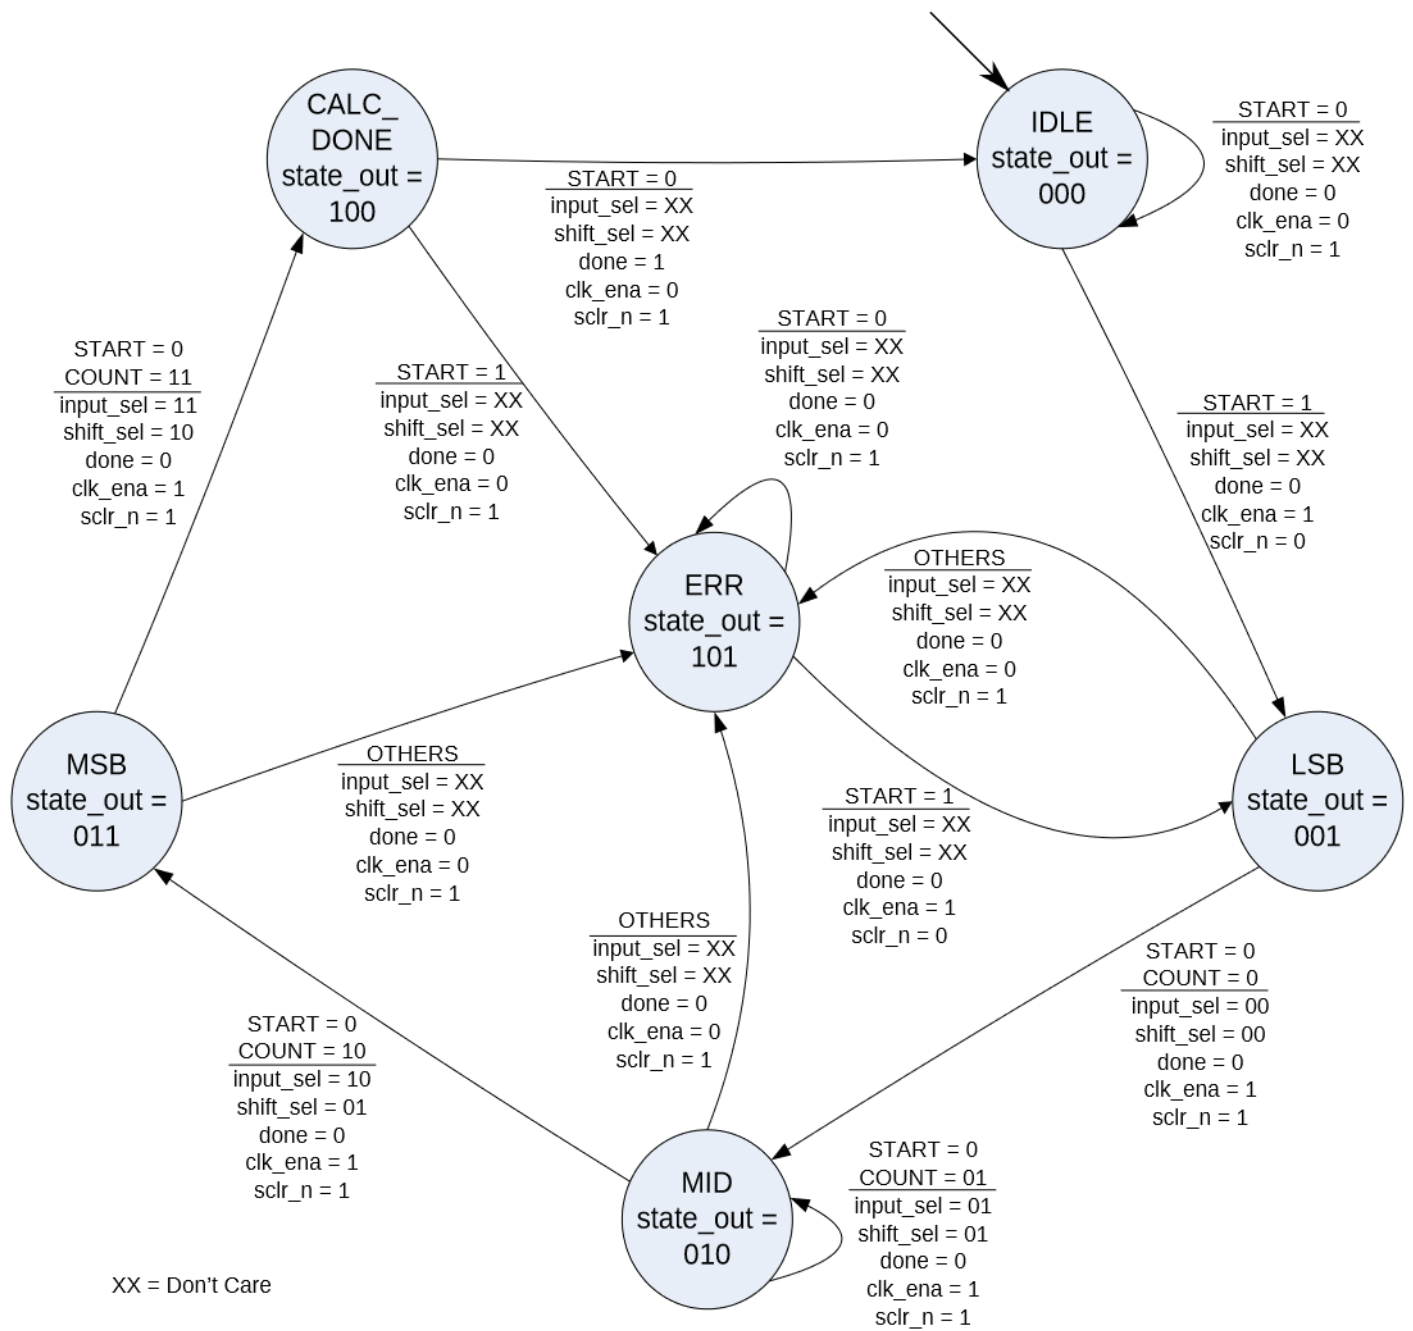 CALC_
DONE
state_out =
100
IDLE
state_out =
000
START = 0
input_sel = XX
shift_sel = XX
done = 0
clk_ena = 0
sclr_n = 1
START = 0
input_sel = XX
shift_sel = XX
done = 1
clk_ena = 0
sclr_n = 1
START = 0
COUNT = 11
input_sel = 11
shift_sel = 10
done = 0
clk_ena = 1
sclr_n = 1
START = 1
input_sel = XX
shift_sel = XX
done = 0
clk_ena = 0
sclr_n = 1
START = 0
input_sel = XX
shift_sel = XX
done = 0
clk_ena = 0
sclr_n = 1
START = 1
input_sel = XX
shift_sel = XX
done = 0
clk_ena = 1
sclr_n = 0
ERR
state_out =
101
OTHERS
input_sel = XX
shift_sel = XX
done = 0
clk_ena = 0
sclr_n = 1
MSB
state_out =
011
OTHERS
input_sel = XX
shift_sel = XX
done = 0
clk_ena = 0
sclr_n = 1
START = 1
input_sel = XX
shift_sel = XX
done = 0
clk_ena = 1
sclr_n = 0
LSB
state_out =
001
OTHERS
input_sel = XX
shift_sel = XX
done = 0
clk_ena = 0
sclr_n = 1
START = 0
COUNT = 0
input_sel = 00
shift_sel = 00
done = 0
clk_ena = 1
sclr_n = 1
START = 0
COUNT = 10
input_sel = 10
shift_sel = 01
done = 0
clk_ena = 1
sclr_n = 1
MID
state_out =
010
START = 0
COUNT = 01
input_sel = 01
shift_sel = 01
done = 0
clk_ena = 1
sclr_n = 1
XX = Don’t Care